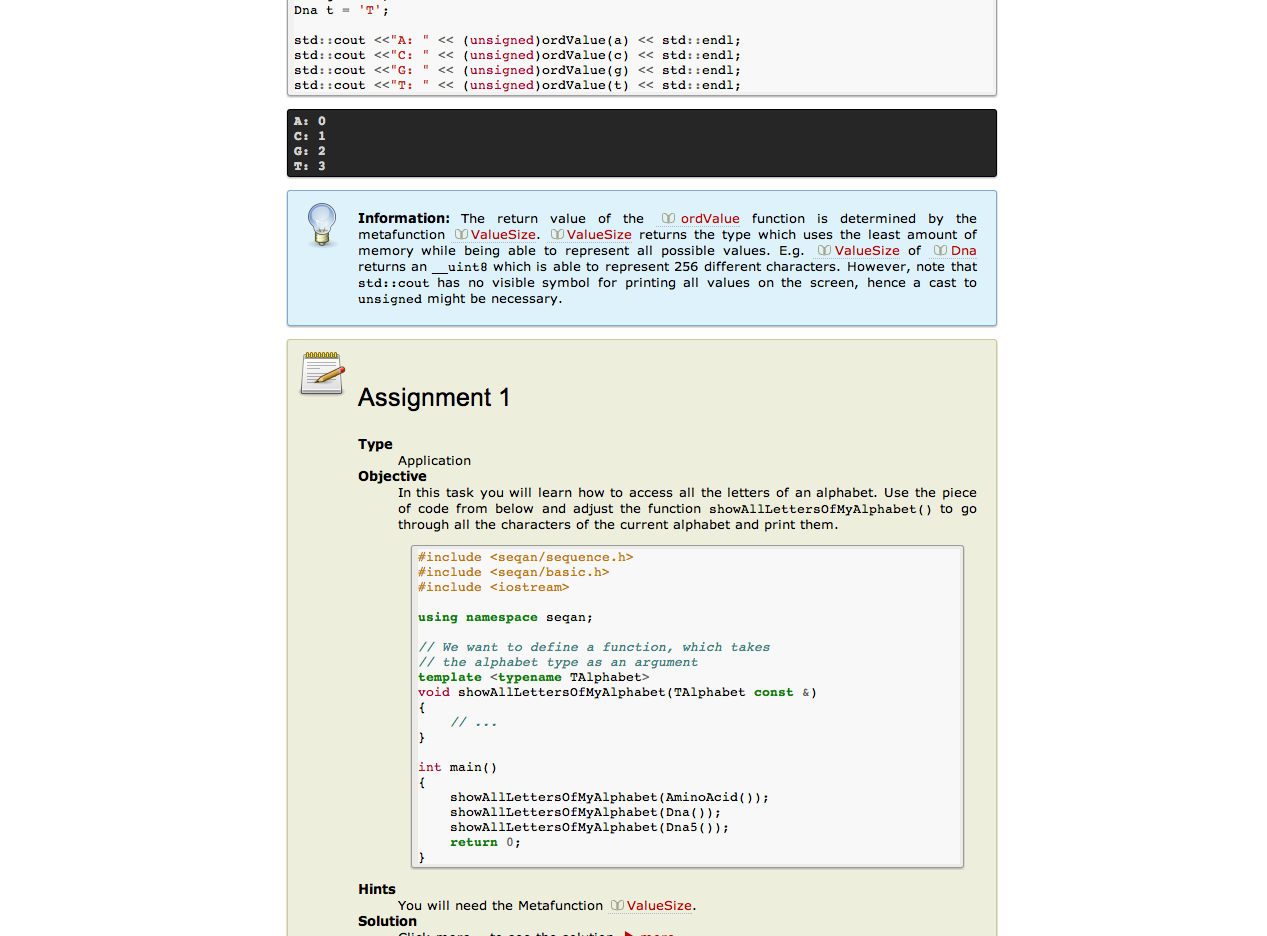 Dna t = 'T';
std::cout <<"A: " << (unsigned)ordValue(a) << std::endl;
std::cout <<"C: " << (unsigned)ordValue(c) << std::endl;
std::cout <<"G: " << (unsigned)ordValue(g) << std::endl;
std::cout <<"T: " << (unsigned)ordValue(t) << std::endl;
A: 0
C: 1
G: 2
T: 3
Information: The return value of the ordValue function is determined by the
metafunction ValueSize. ValueSize returns the type which uses the least amount of
memory while being able to represent all possible values. E.g. ValueSize of Dna
returns an __uint8 which is able to represent 256 different characters. However, note that
std::cout has no visible symbol for printing all values on the screen, hence a cast to
unsigned might be necessary.
Assignment 1
Type
Application
Objective
In this task you will learn how to access all the letters of an alphabet. Use the piece
of code from below and adjust the function showAllLettersOfMyAlphabet() to go
through all the characters of the current alphabet and print them.
#include <seqan/sequence.h>
#include <seqan/basic.h>
#include <iostream>
using namespace seqan;
// We want to define a function, which takes
// the alphabet type as an argument
template <typename TAlphabet>
void showAllLettersOfMyAlphabet(TAlphabet const &)
{
    // ...
}
int main()
{
    showAllLettersOfMyAlphabet(AminoAcid());
    showAllLettersOfMyAlphabet(Dna());
    showAllLettersOfMyAlphabet(Dna5());
    return 0;
}
Hints
You will need the Metafunction ValueSize.
Solution